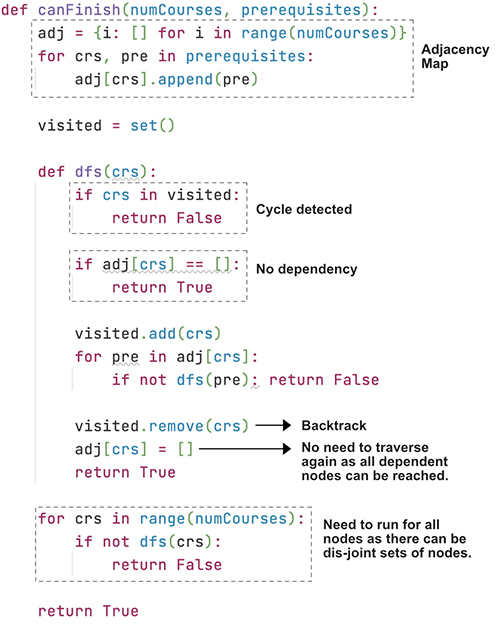 def canFinish(numCourses, prerequisites):
adj = {i: [] for i in range(numCourses)}
for crs, pre in prerequisites:
adj[crs].append(pre)
Adjacency
Map
visited = set()
def dfs(crs):
if crs in visited:
return False
Cycle detected
if adj[crs] == []:
return True
No dependency
visited.add(crs)
for pre in adj[crs]:
if not dfs(pre): return False
visited.remove(crs)
Backtrack
adj[crs] = []
No need to traverse
again as all dependent
nodes can be reached.
return True
for crs in range(numCourses):
if not dfs(crs):
return False
Need to run for all
nodes as there can be
dis-joint sets of nodes.
return True